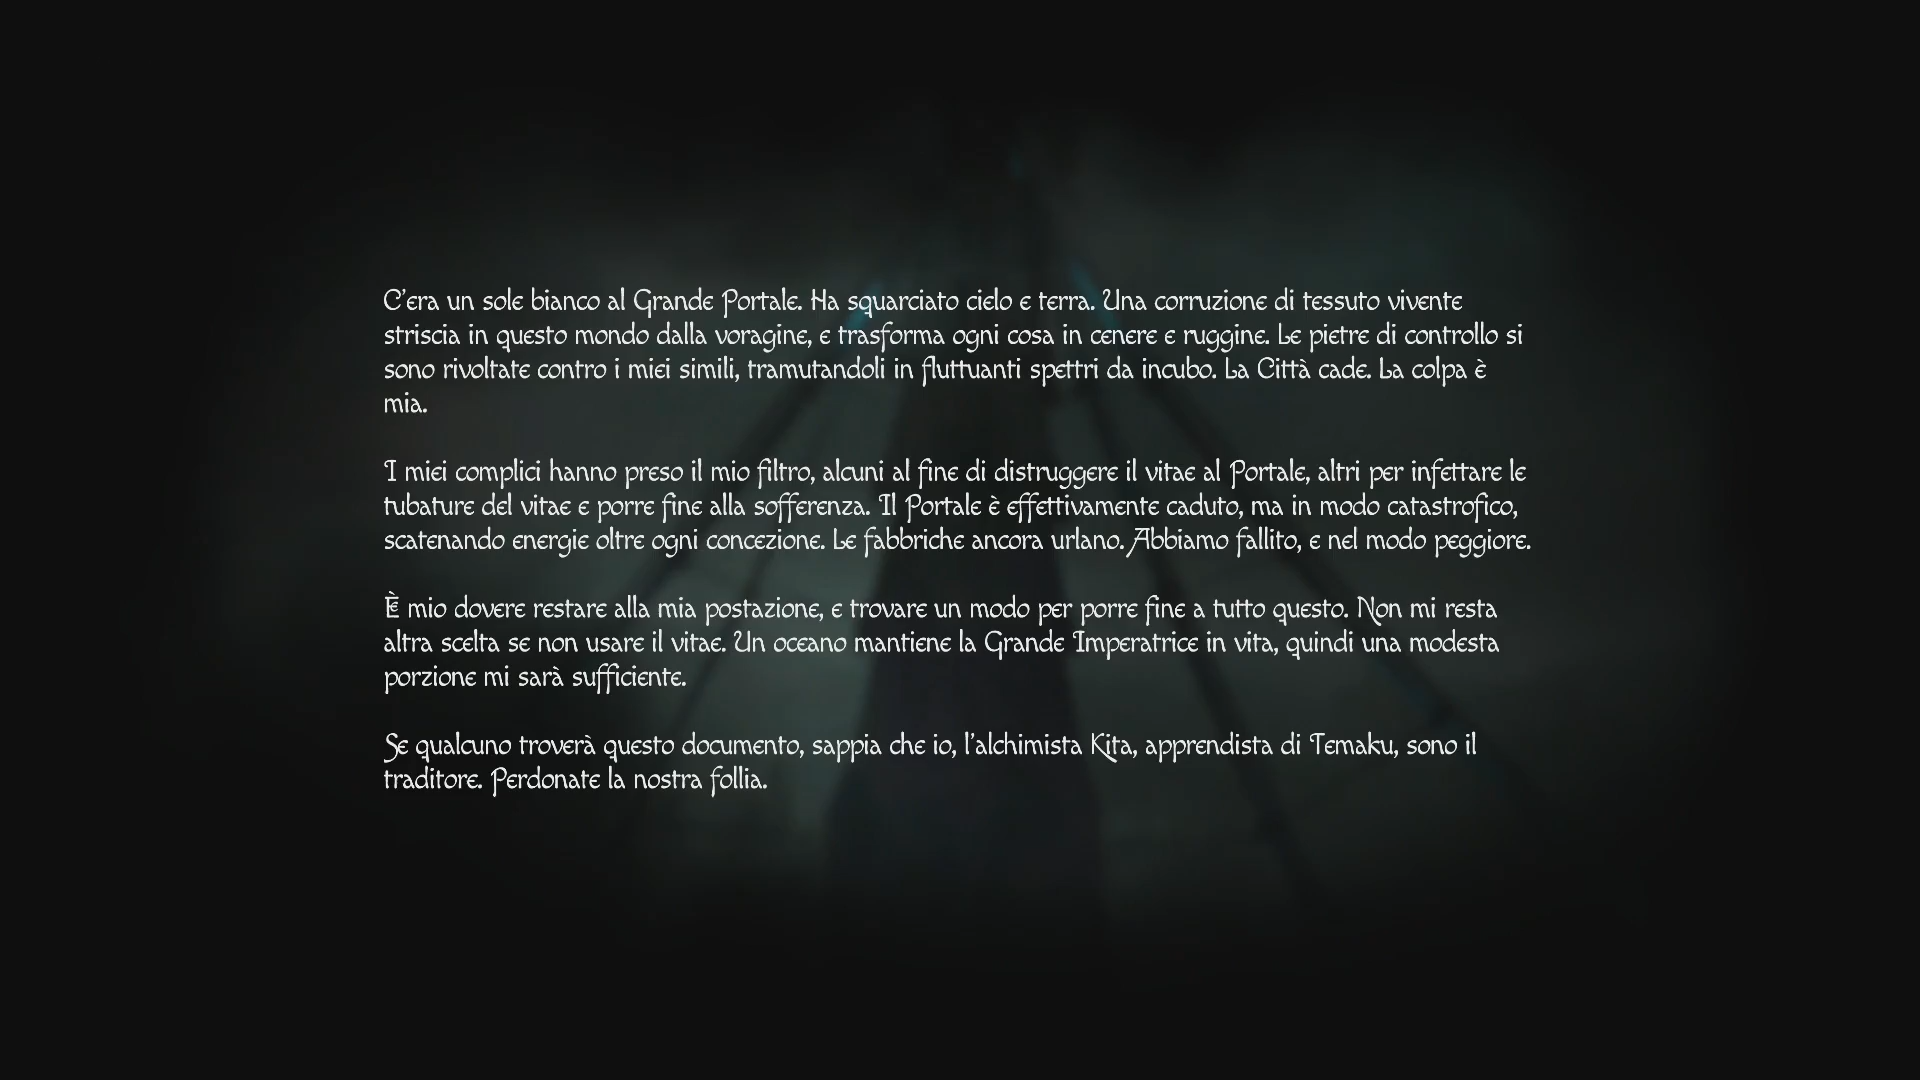 C'era un sole bianco al Grande Portale. Ha squarciato cielo e terra. Una corruzione di tessuto vivente
striscia in questo mondo dalla voragine, e trasforma ogni cosa in cenere e ruggine. Le pietre di controllo si
sono rivoltate contro i miei simili, tramutandoli in fluttuanti spettri da incubo. La Città cade. La colpa è
mia.
I miei complici hanno preso il mio filtro, alcuni al fine di distruggere il vitae al Portale, altri per infettare le
tubature del vitae e porre fine alla sofferenza. Il Portale è effettivamente caduto, ma in modo catastrofico,
scatenando energie oltre ogni concezione. Le fabbriche ancora urlano. Abbiamo fallito, e nel modo peggiore.
È mio dovere restare alla mia postazione, e trovare un modo per porre fine a tutto questo. Non mi resta
altra scelta se non usare il vitae. Un oceano mantiene la Grande Imperatrice in vita, quindi una modesta
porzione mi sarà sufficiente.
Se qualcuno troverà questo documento, sappia che io, l'alchimista Kita, apprendista di Temaku, sono il
traditore. Perdonate la nostra follia.